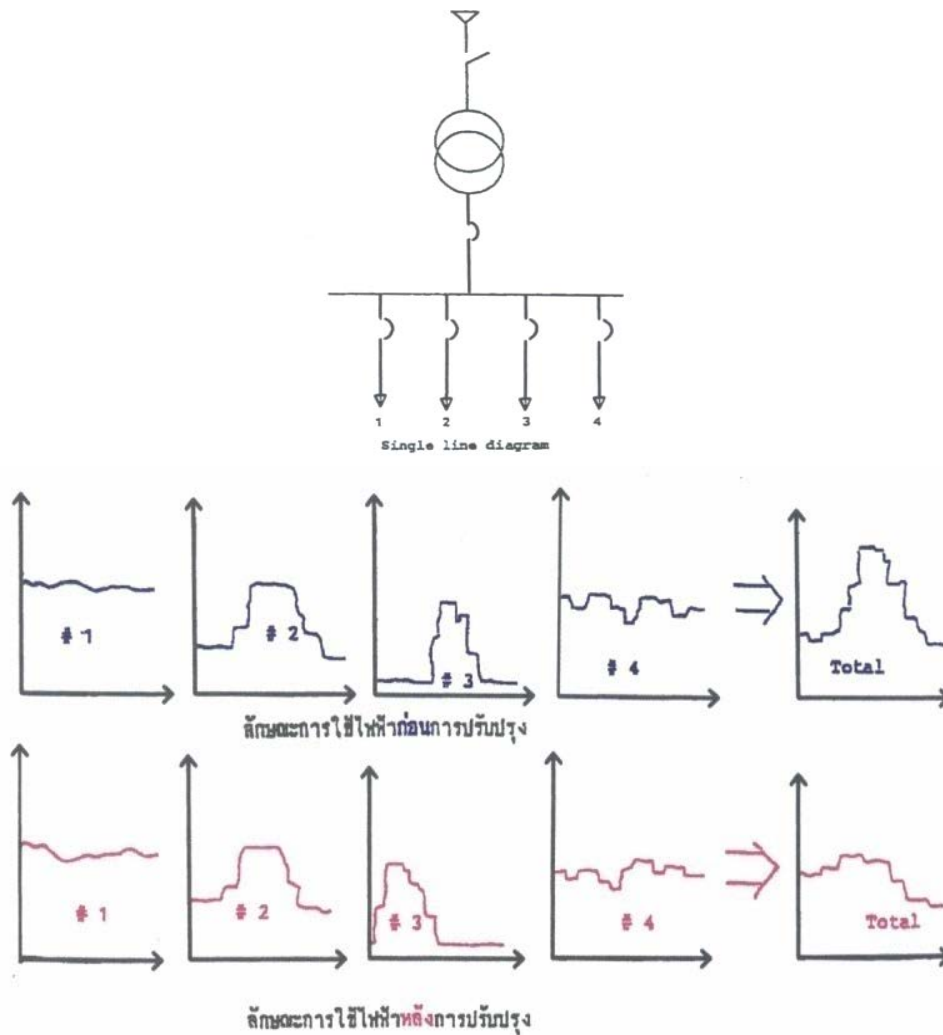 1 2 3 4
Single line diagram
# 1 # 2 # 3 # 4 Total
ลักษณะการใช้ไฟฟ้าก่อนการปรับปรุง
# 1 # 2 # 3 # 4 Total
ลักษณะการใช้ไฟฟ้าหลังการปรับปรุง